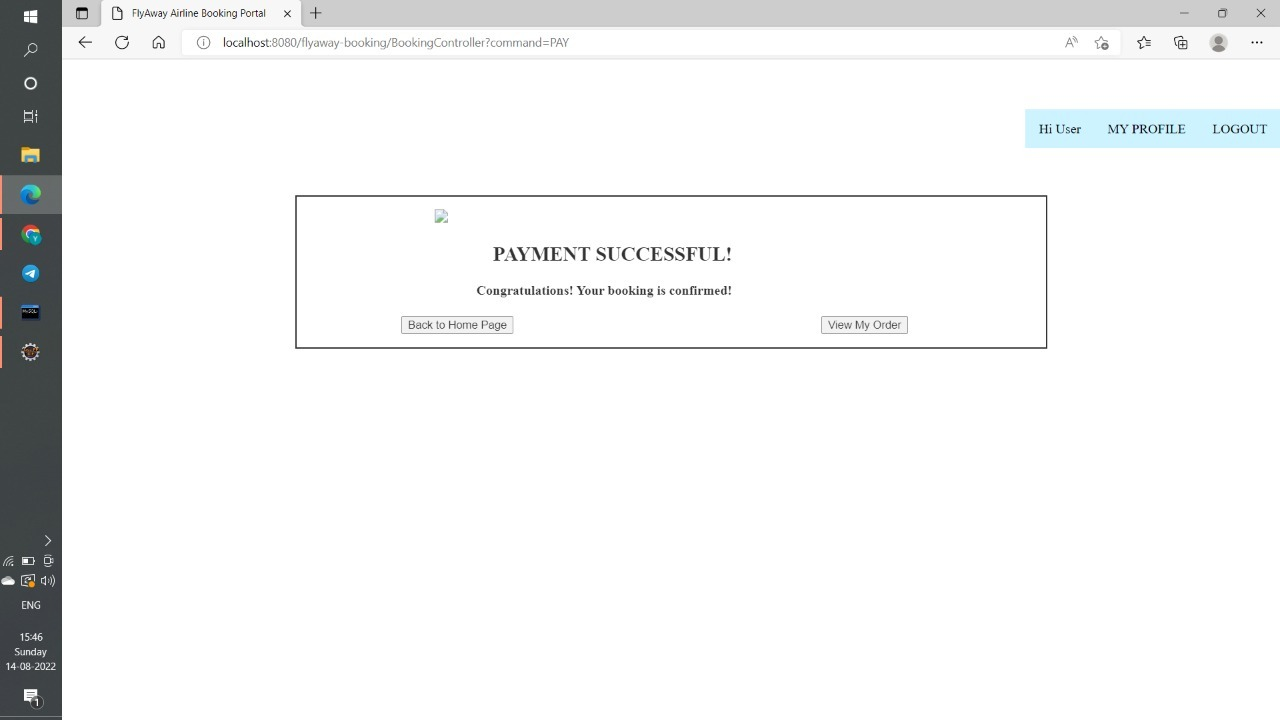 FlyAway Airline Booking Portal
localhost:8080/flyaway-booking/BookingController?command=PAY
Hi User MY PROFILE LOGOUT
PAYMENT SUCCESSFUL!
Congratulations! Your booking is confirmed!
Back to Home Page View My Order
ENG
15:46
Sunday
14-08-2022
1